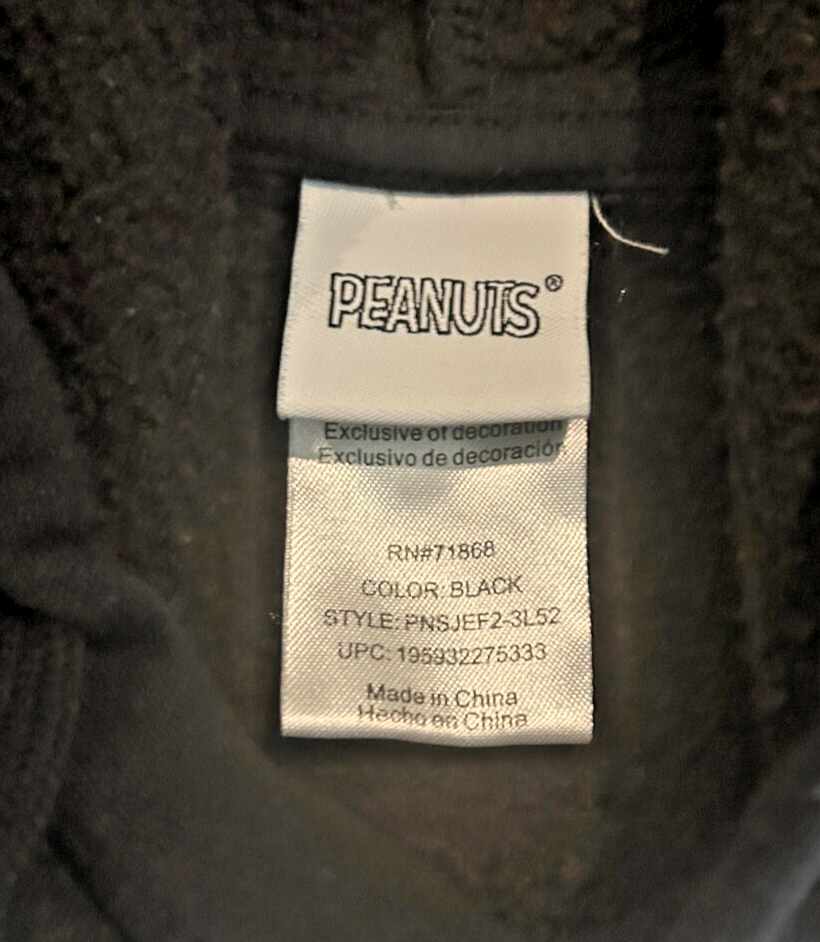 PEANUTS®
Exclusive of decoration
Exclusivo de decoración
RN#71868
COLOR: BLACK
STYLE: PNSJEF2-3L52
UPC: 195932275333
Made in China
Hecho en China